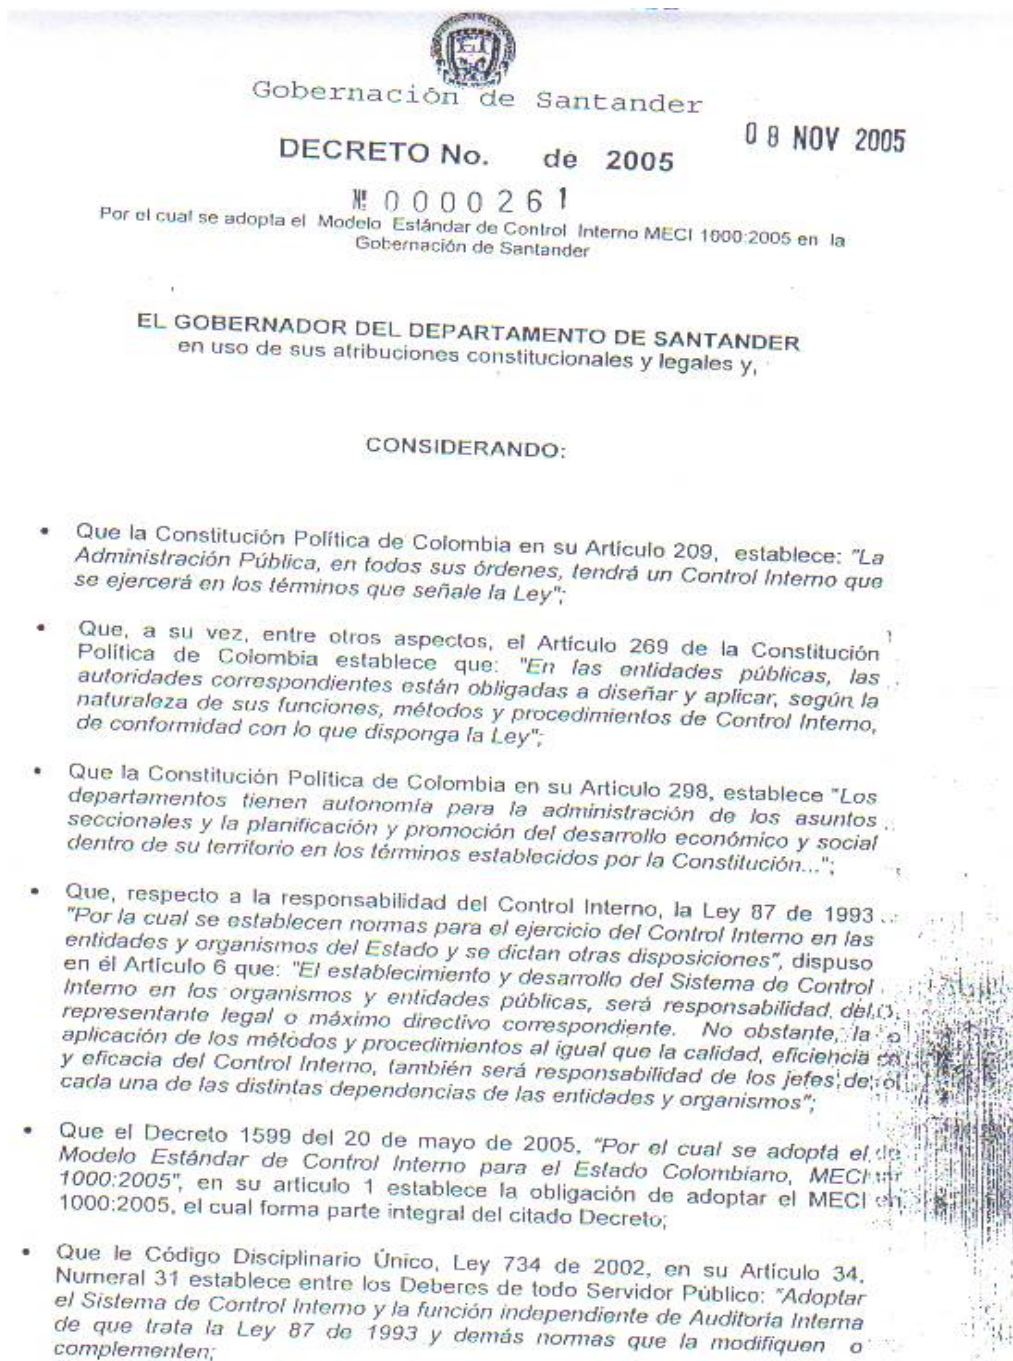 Gobernación de Santander
08 NOV 2005
DECRETO No. de 2005
Nº 0000261
Por el cual se adopta el Modelo Estándar de Control Interno MECI 1000:2005 en la
Gobernación de Santander
EL GOBERNADOR DEL DEPARTAMENTO DE SANTANDER
en uso de sus atribuciones constitucionales y legales y,
CONSIDERANDO:
• Que la Constitución Política de Colombia en su Artículo 209, establece: "La
Administración Pública, en todos sus órdenes, tendrá un Control Interno que
se ejercerá en los términos que señale la Ley";
• Que, a su vez, entre otros aspectos, el Artículo 269 de la Constitución
Política de Colombia establece que: "En las entidades públicas, las
autoridades correspondientes están obligadas a diseñar y aplicar, según la
naturaleza de sus funciones, métodos y procedimientos de Control Interno,
de conformidad con lo que disponga la Ley";
• Que la Constitución Política de Colombia en su Articulo 298, establece "Los
departamentos tienen autonomía para la administración de los asuntos
seccionales y la planificación y promoción del desarrollo económico y social
dentro de su territorio en los términos establecidos por la Constitución...";
• Que, respecto a la responsabilidad del Control Interno, la Ley 87 de 1993
"Por la cual se establecen normas para el ejercicio del Control Interno en las
entidades y organismos del Estado y se dictan otras disposiciones", dispuso
en él Artículo 6 que: "El establecimiento y desarrollo del Sistema de Control
Interno en los organismos y entidades públicas, será responsabilidad del
representante legal o máximo directivo correspondiente. No obstante, la
aplicación de los métodos y procedimientos al igual que la calidad, eficiencia
y eficacia del Control Interno, también será responsabilidad de los jefes de
cada una de las distintas dependencias de las entidades y organismos";
• Que el Decreto 1599 del 20 de mayo de 2005, "Por el cual se adopta el
Modelo Estándar de Control Interno para el Estado Colombiano, MECI
1000:2005", en su articulo 1 establece la obligación de adoptar el MECI
1000:2005, el cual forma parte integral del citado Decreto;
• Que le Código Disciplinario Único, Ley 734 de 2002, en su Artículo 34,
Numeral 31 establece entre los Deberes de todo Servidor Público: "Adoptar
el Sistema de Control Interno y la función independiente de Auditoría Interna
de que trata la Ley 87 de 1993 y demás normas que la modifiquen o
complementen;